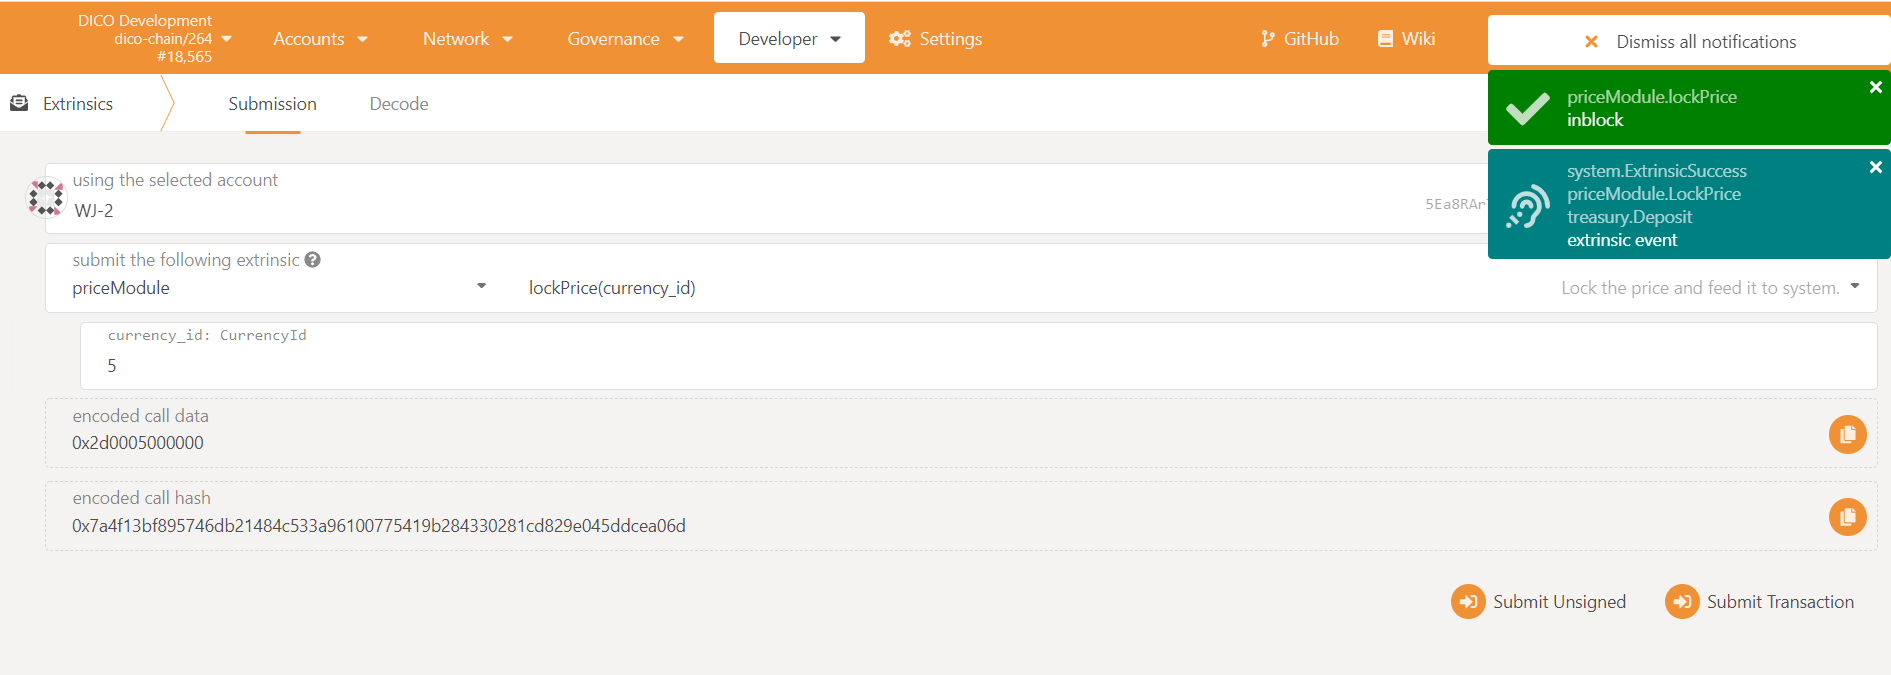 DICO Development
dico-chain/264
#18,565
Accounts
Network
Governance
Developer
Settings
GitHub
Wiki
Dismiss all notifications
priceModule.lockPrice
inblock
system.ExtrinsicSuccess
priceModule.LockPrice
treasury.Deposit
extrinsic event
Extrinsics
Submission
Decode
using the selected account
WJ-2
submit the following extrinsic
priceModule
lockPrice(currency_id)
Lock the price and feed it to system.
currency_id: CurrencyId
5
encoded call data
0x2d0005000000
encoded call hash
0x7a4f13bf895746db21484c533a96100775419b284330281cd829e045ddcea06d
Submit Unsigned
Submit Transaction